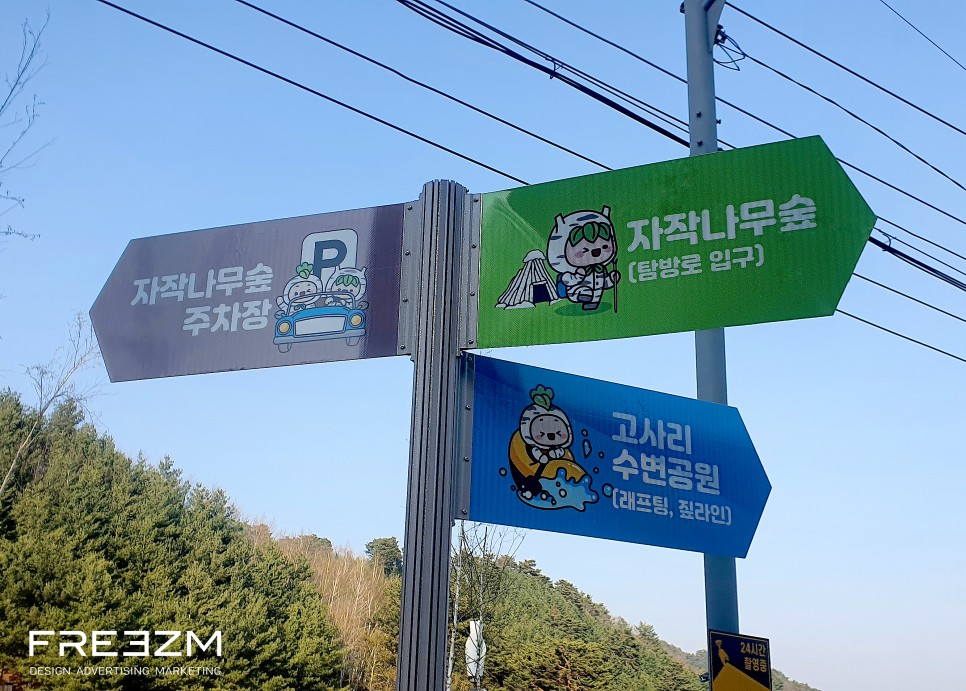 자작나무숲
주차장
P
자작나무숲
(탐방로 입구)
고사리
수변공원
(래프팅, 짚라인)
24시간
촬영중
FREEZM
DESIGN. ADVERTISING. MARKETING.